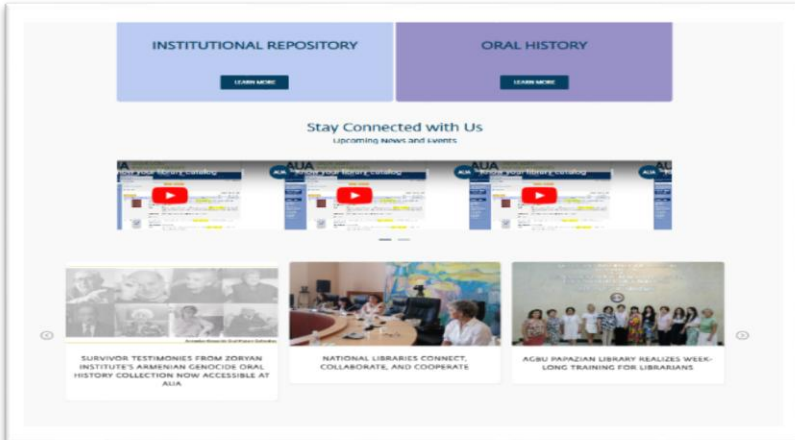 INSTITUTIONAL REPOSITORY
ORAL HISTORY
LEARN MORE
LEARN MORE
Stay Connected with Us
Upcoming News and Events
AUA
AUA
AU
know your library catalog
AUA
Know your library catalog
AUA
Know your library catalog
AUA
SURVIVOR TESTIMONIES FROM ZORYAN
INSTITUTE'S ARMENIAN GENOCIDE ORAL
HISTORY COLLECTION NOW ACCESSIBLE AT
AUA
NATIONAL LIBRARIES CONNECT,
COLLABORATE, AND COOPERATE
AGBU PAPAZIAN LIBRARY REALIZES WEEK-
LONG TRAINING FOR LIBRARIANS